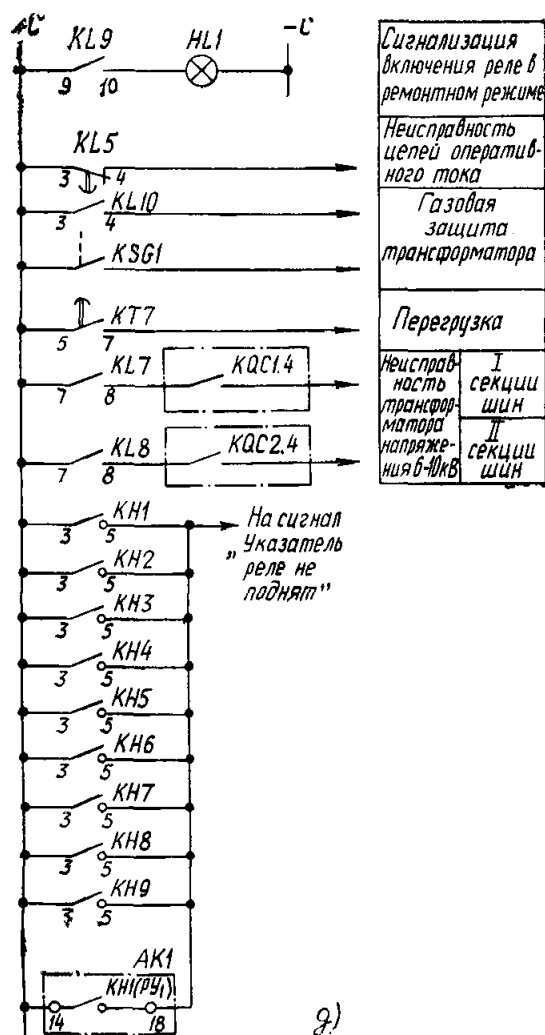 +С
-С
KL9
HL1
9 10
Сигнализация
включения реле в
ремонтном режиме
KL5
3 4
Неисправность
цепей оператив-
ного тока
KL10
3 4
KSG1
Газовая
защита
трансформатора
KT7
5 7
Перегрузка
KL7
KQC1.4
7 8
KL8
KQC2.4
7 8
Неисправ-
ность
трансфор-
матора
напряже-
ния 6-10кВ
I
секции
шин
II
секции
шин
KH1
3 5
На сигнал
„Указатель
реле не
поднят"
KH2
3 5
KH3
3 5
KH4
3 5
KH5
3 5
KH6
3 5
KH7
3 5
KH8
3 5
KH9
3 5
AK1
KH1(РУ₁)
14 18
д)